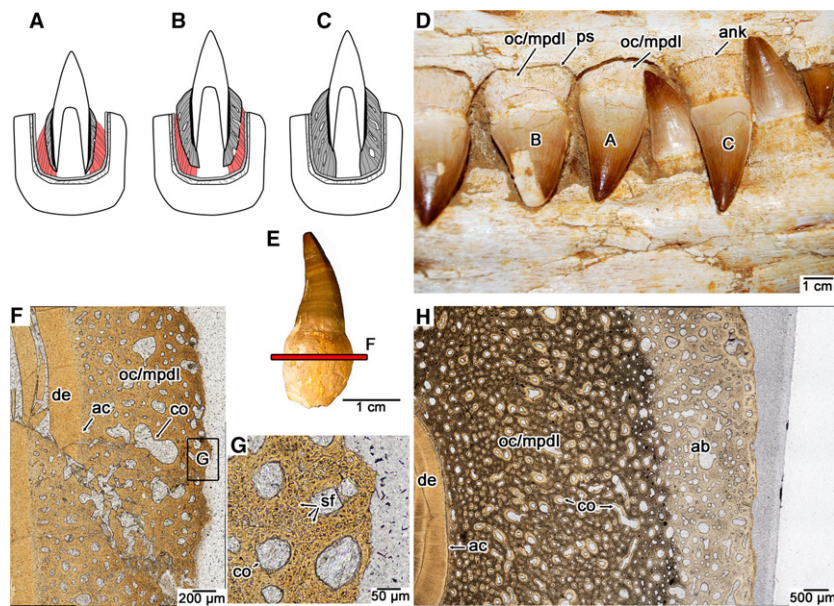 A
B
C
D
oc/mpdl
ps
oc/mpdl
ank
B
A
C
1 cm
E
F
1 cm
F
oc/mpdl
de
ac
co
G
200 µm
G
sf
co
50 µm
H
oc/mpdl
ab
de
co
ac
500 µm